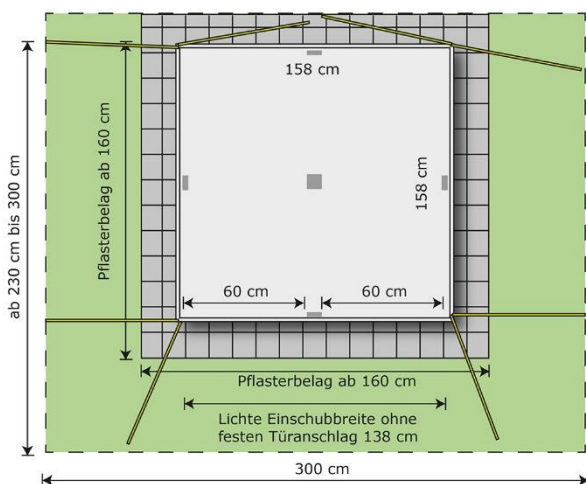 158 cm
Pflasterbelag ab 160 cm
ab 230 cm bis 300 cm
158 cm
60 cm
60 cm
Pflasterbelag ab 160 cm
Lichte Einschubbreite ohne
festen Türanschlag 138 cm
300 cm